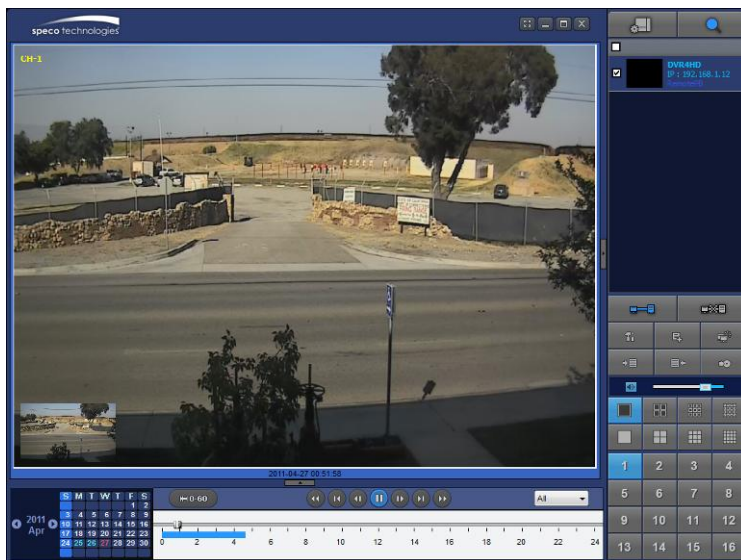 speco technologies
CH-1
DVR4HD
IP : 192.168.1.12
2011-04-27 00:51:58
2011
Apr
S M T W T F S
1 2
3 4 5 6 7 8 9
10 11 12 13 14 15 16
17 18 19 20 21 22 23
24 25 26 27 28 29 30
0-60
All
0 2 4 6 8 10 12 14 16 18 20 22 24
1 2 3 4
5 6 7 8
9 10 11 12
13 14 15 16